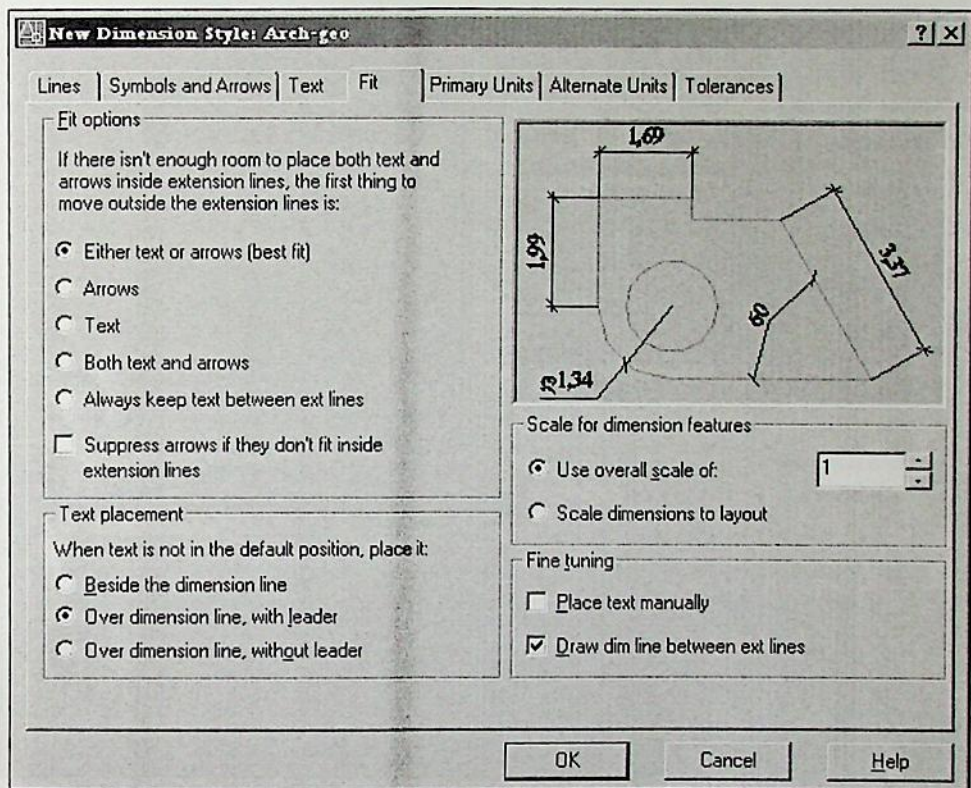 New Dimension Style: Arch-geo
Lines
Symbols and Arrows
Text
Fit
Primary Units
Alternate Units
Tolerances
Fit options
If there isn't enough room to place both text and
arrows inside extension lines, the first thing to
move outside the extension lines is:
Either text or arrows (best fit)
Arrows
Text
Both text and arrows
Always keep text between ext lines
Suppress arrows if they don't fit inside
extension lines
Text placement
When text is not in the default position, place it:
Beside the dimension line
Over dimension line, with leader
Over dimension line, without leader
1,69
1,99
3,37
60
1,34
Scale for dimension features
Use overall scale of:
1
Scale dimensions to layout
Fine tuning
Place text manually
Draw dim line between ext lines
OK
Cancel
Help